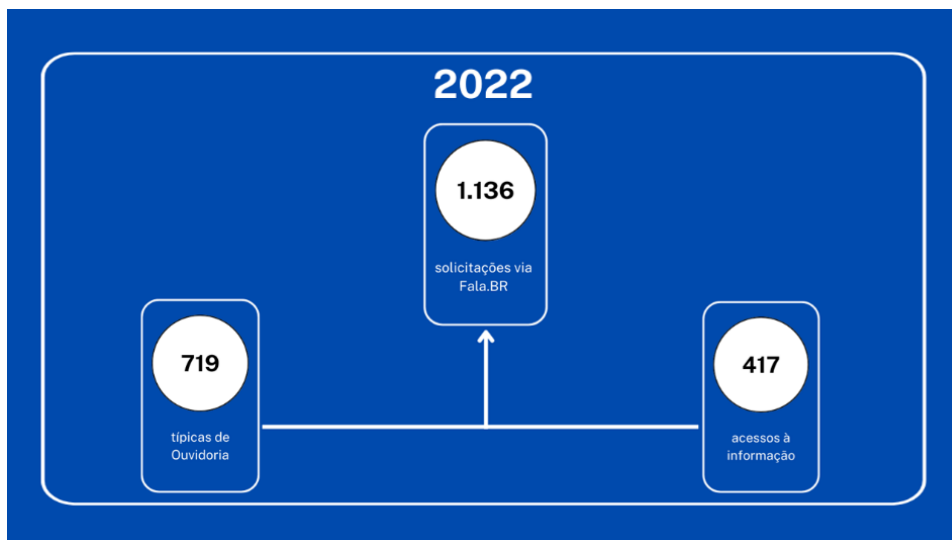 2022
1.136
solicitações via
Fala.BR
719
típicas de
Ouvidoria
417
acessos à
informação